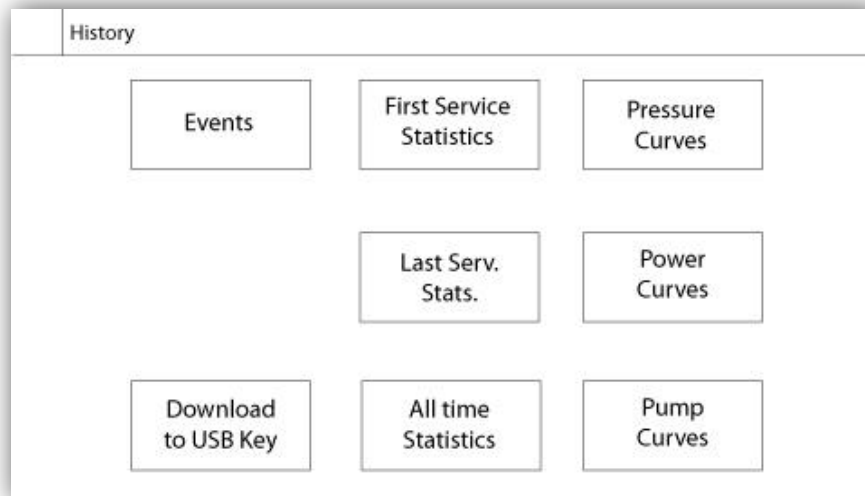 History
Events
First Service
Statistics
Pressure
Curves
Last Serv.
Stats.
Power
Curves
Download
to USB Key
All time
Statistics
Pump
Curves